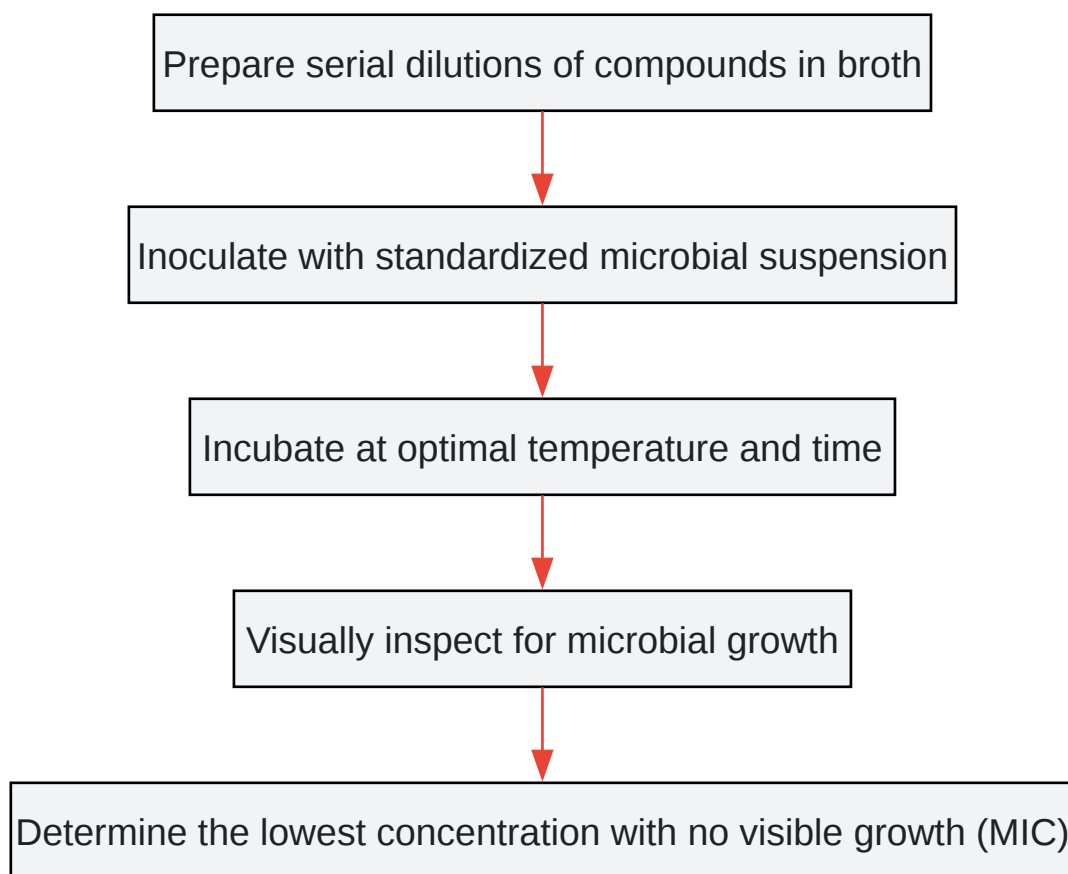 Prepare serial dilutions of compounds in broth
Inoculate with standardized microbial suspension
Incubate at optimal temperature and time
Visually inspect for microbial growth
Determine the lowest concentration with no visible growth (MIC)